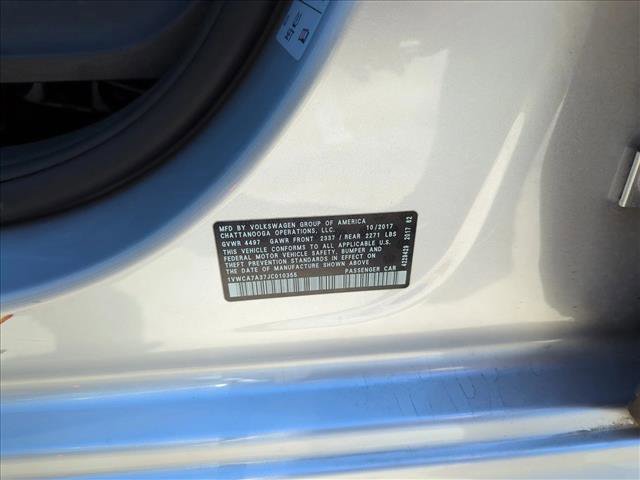 MFD BY VOLKSWAGEN GROUP OF AMERICA
CHATTANOOGA OPERATIONS, LLC. 10/2017
GVWR 4497 GAWR FRONT 2337 / REAR 2271 LBS
THIS VEHICLE CONFORMS TO ALL APPLICABLE U.S.
FEDERAL MOTOR VEHICLE SAFETY, BUMPER, AND
THEFT PREVENTION STANDARDS IN EFFECT ON
THE DATE OF MANUFACTURE SHOWN ABOVE
1VWCA7A37JC010355 PASSENGER CAR
2017 62